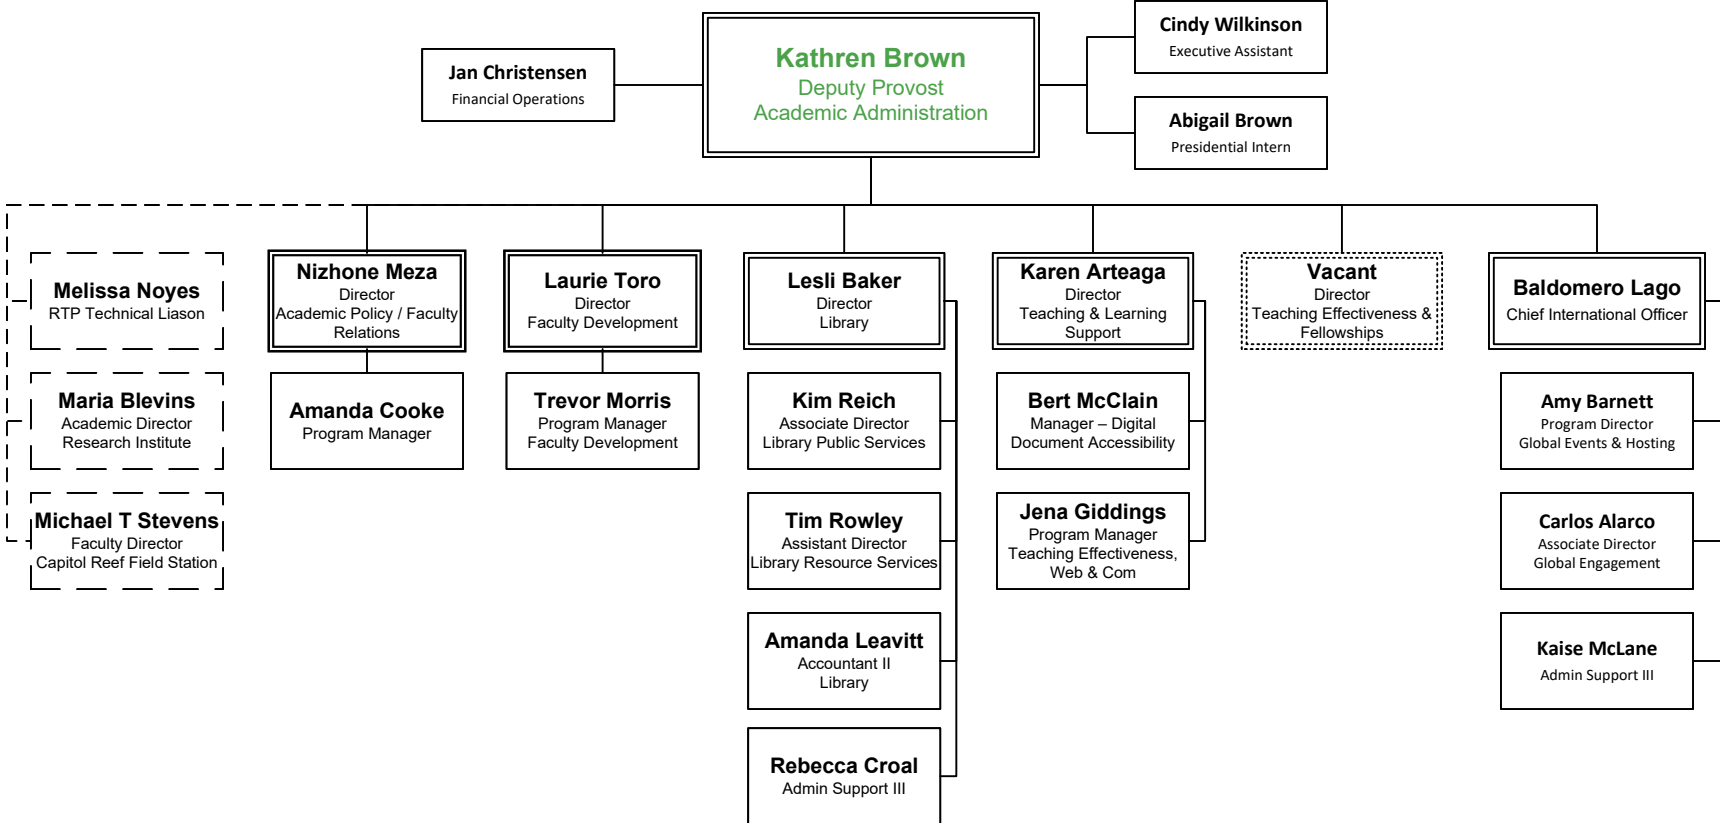 Kathren Brown
Deputy Provost
Academic Administration
Jan Christensen
Financial Operations
Cindy Wilkinson
Executive Assistant
Abigail Brown
Presidential Intern
Melissa Noyes
RTP Technical Liason
Maria Blevins
Academic Director
Research Institute
Michael T Stevens
Faculty Director
Capitol Reef Field Station
Nizhone Meza
Director
Academic Policy / Faculty
Relations
Amanda Cooke
Program Manager
Laurie Toro
Director
Faculty Development
Trevor Morris
Program Manager
Faculty Development
Lesli Baker
Director
Library
Kim Reich
Associate Director
Library Public Services
Tim Rowley
Assistant Director
Library Resource Services
Amanda Leavitt
Accountant II
Library
Rebecca Croal
Admin Support III
Karen Arteaga
Director
Teaching & Learning
Support
Bert McClain
Manager – Digital
Document Accessibility
Jena Giddings
Program Manager
Teaching Effectiveness,
Web & Com
Vacant
Director
Teaching Effectiveness &
Fellowships
Baldomero Lago
Chief International Officer
Amy Barnett
Program Director
Global Events & Hosting
Carlos Alarco
Associate Director
Global Engagement
Kaise McLane
Admin Support III